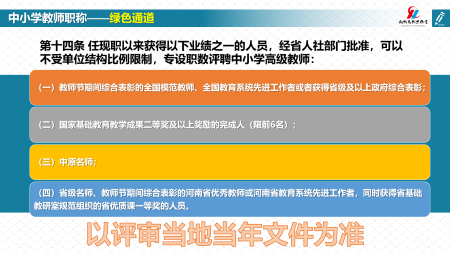 中小学教师职称——绿色通道
第十四条 任现职以来获得以下业绩之一的人员，经省人社部门批准，可以
不受单位结构比例限制，专设职数评聘中小学高级教师：
（一）教师节期间综合表彰的全国模范教师、全国教育系统先进工作者或者获得省级及以上政府综合表彰；
（二）国家基础教育教学成果二等奖及以上奖励的完成人（限前6名）；
（三）中原名师；
（四）省级名师、教师节期间综合表彰的河南省优秀教师或河南省教育系统先进工作者，同时获得省基础
教研室规范组织的省优质课一等奖的人员。
以评审当地当年文件为准